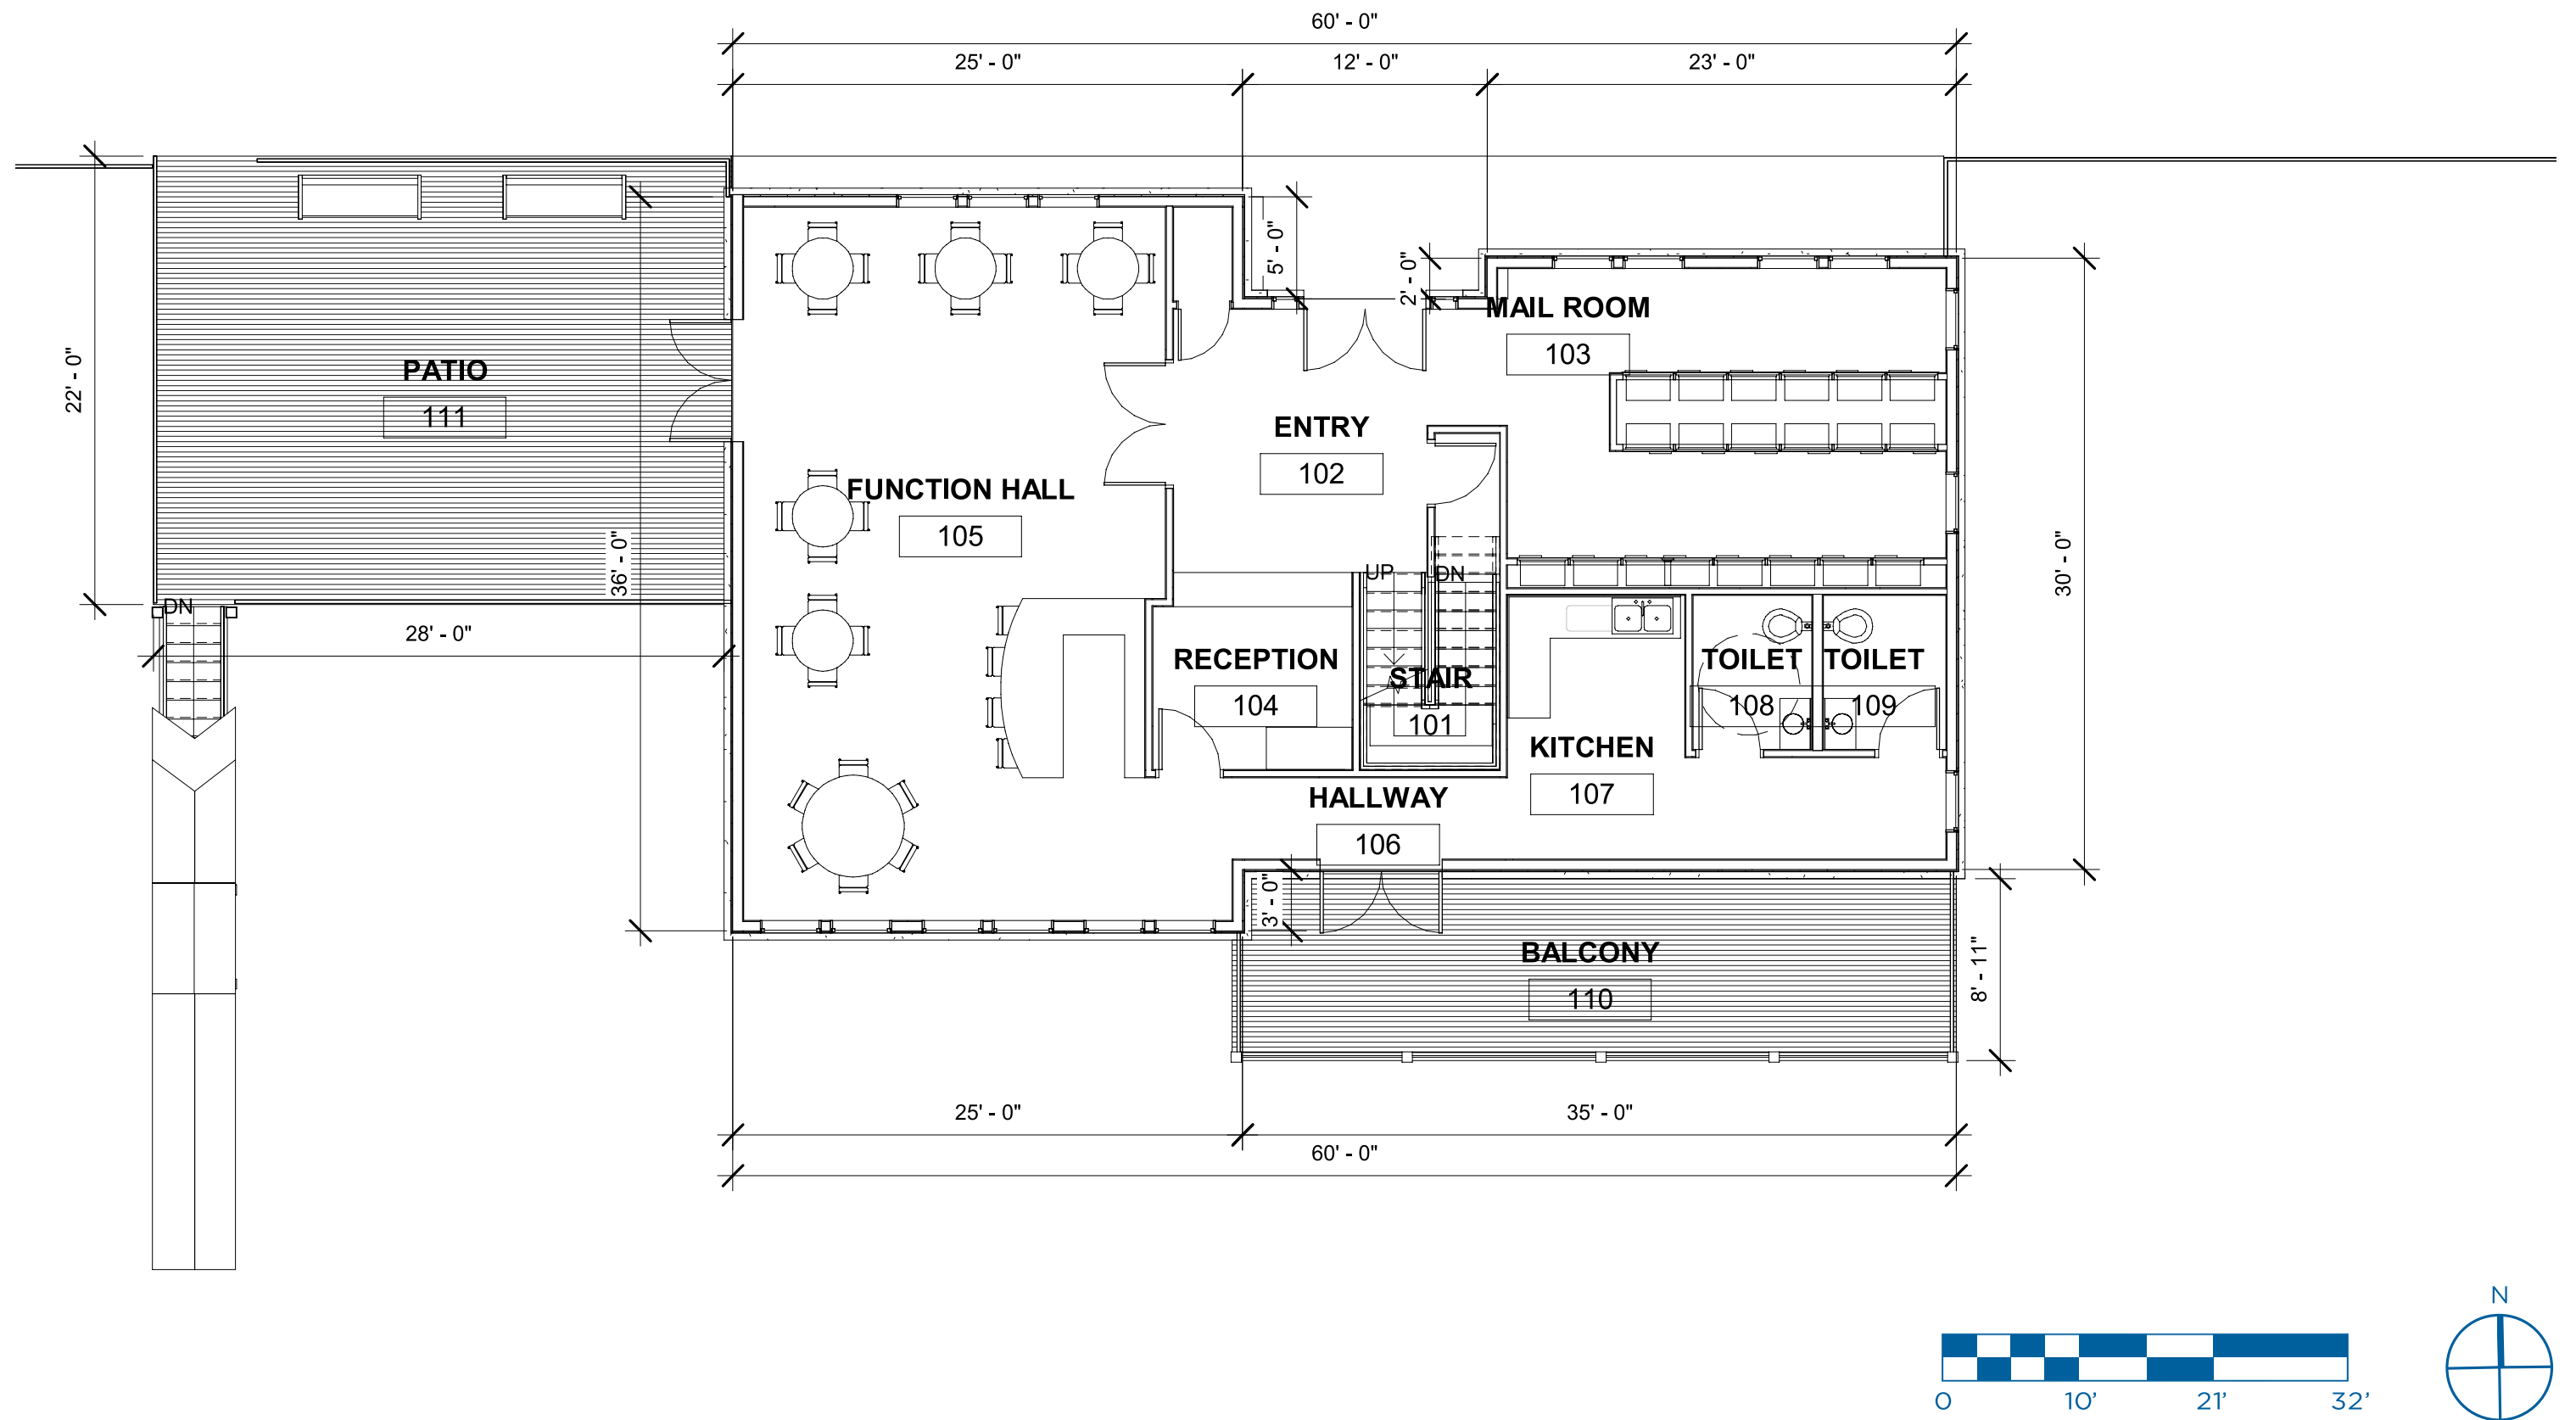 60' - 0"
25' - 0"
12' - 0"
23' - 0"
5' - 0"
2' - 0"
MAIL ROOM
103
22' - 0"
PATIO
111
ENTRY
102
FUNCTION HALL
105
36' - 0"
30' - 0"
UP
DN
DN
28' - 0"
RECEPTION
104
STAIR
101
TOILET
108
TOILET
109
KITCHEN
107
HALLWAY
106
3' - 0"
BALCONY
110
8' - 11"
25' - 0"
35' - 0"
60' - 0"
N
0 10' 21' 32'